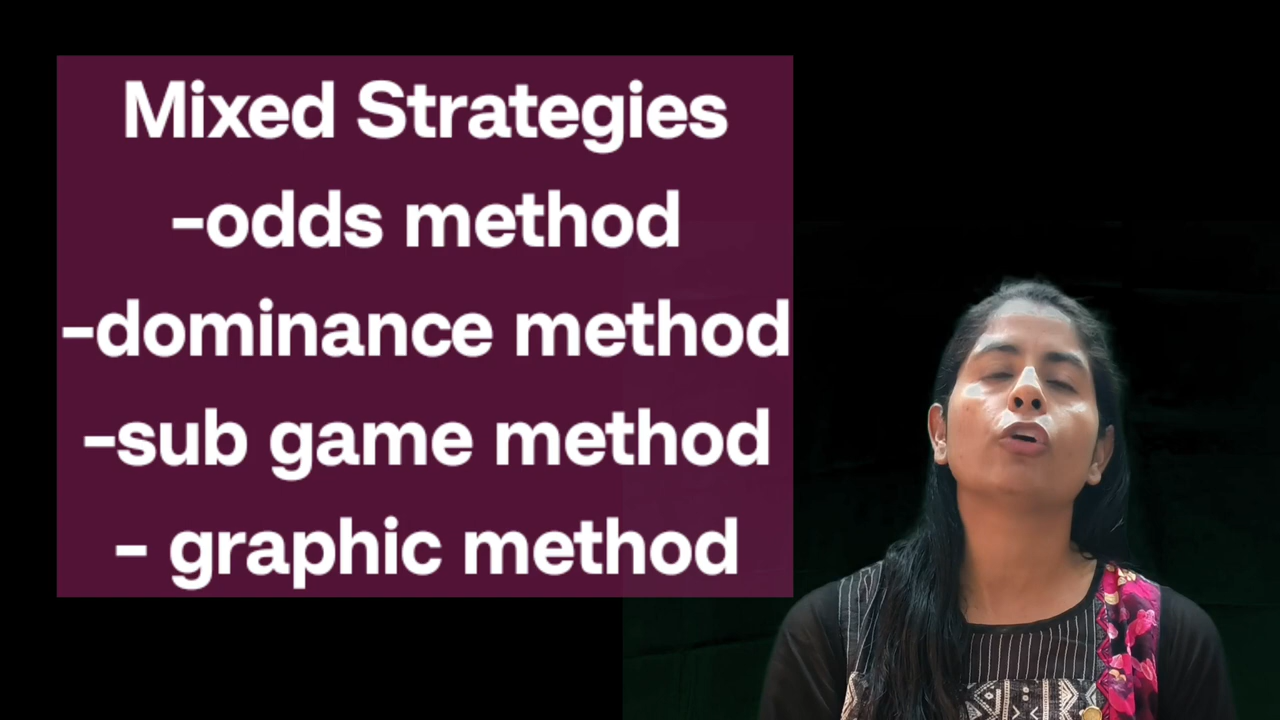 Mixed Strategies
-odds method
-dominance method
-sub game method
- graphic method